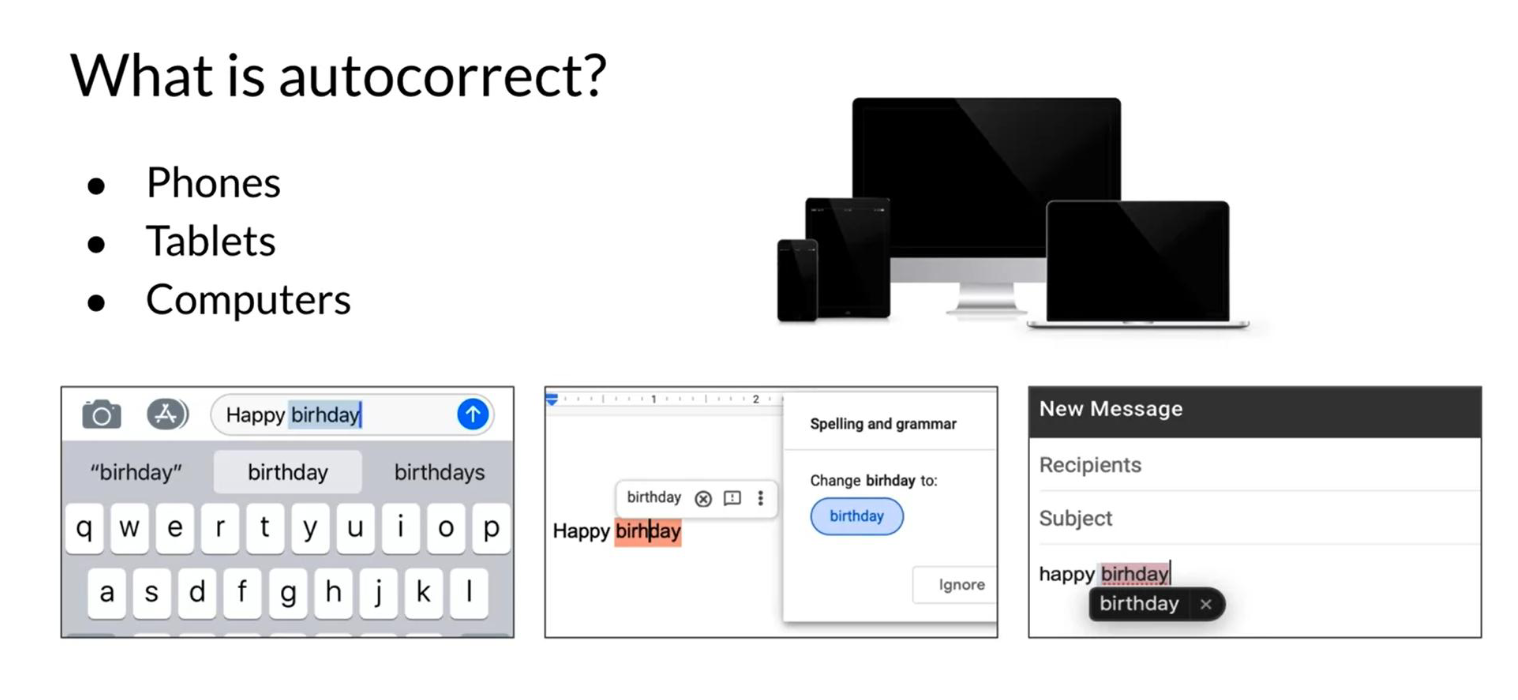 What is autocorrect?
● Phones
● Tablets
● Computers
Happy birhday
“birhday” birthday birthdays
q w e r t y u i o p
a s d f g h j k l
1 2
Spelling and grammar
Change birhday to:
birthday
birthday
Happy birhday
Ignore
New Message
Recipients
Subject
happy birhday
birthday ×